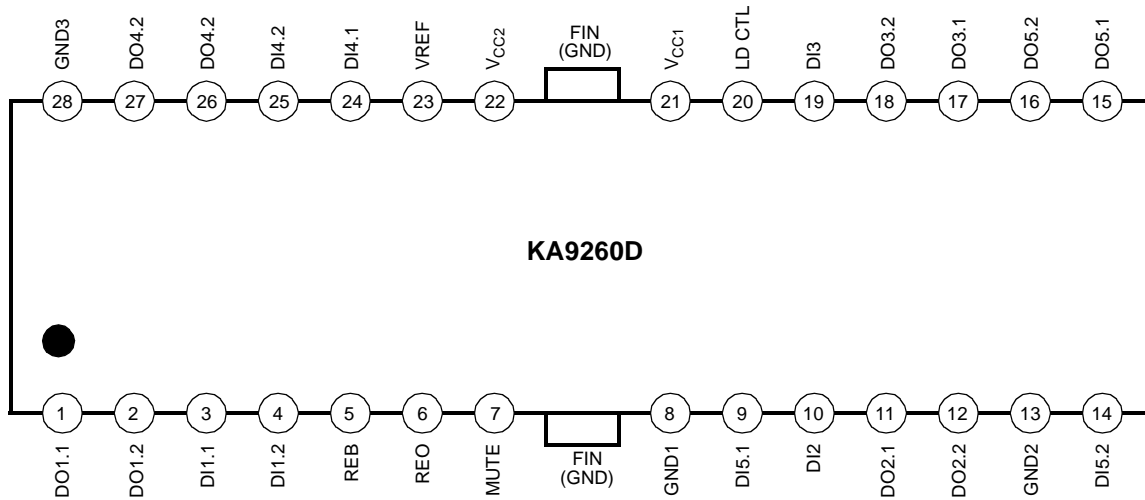 GND3
DO4.2
DO4.2
DI4.2
DI4.1
VREF
VCC2
FIN
(GND)
VCC1
LD CTL
DI3
DO3.2
DO3.1
DO5.2
DO5.1
28
27
26
25
24
23
22
21
20
19
18
17
16
15
KA9260D
1
2
3
4
5
6
7
8
9
10
11
12
13
14
DO1.1
DO1.2
DI1.1
DI1.2
REB
REO
MUTE
FIN
(GND)
GND1
DI5.1
DI2
DO2.1
DO2.2
GND2
DI5.2